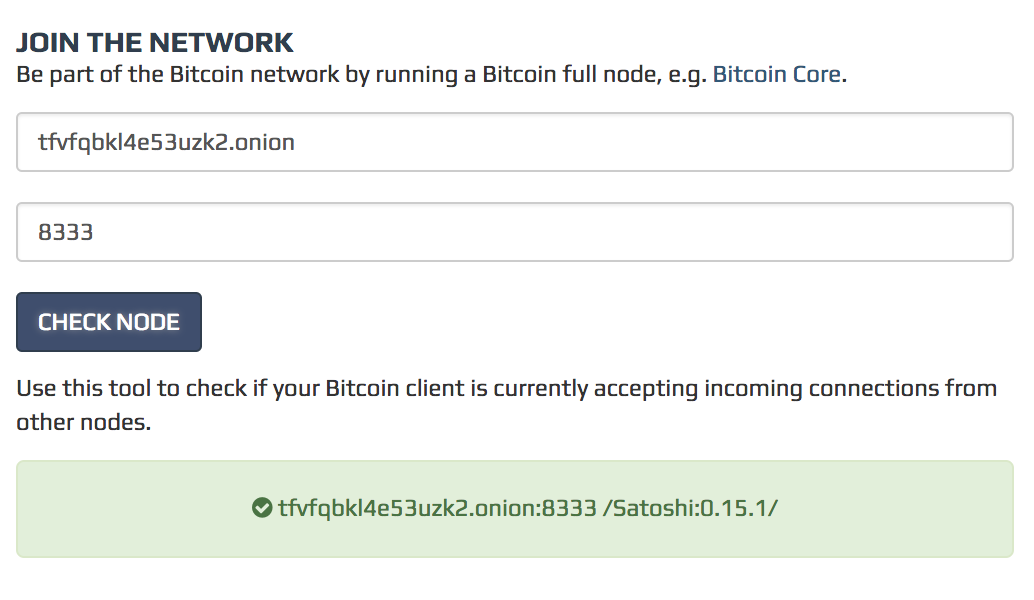 JOIN THE NETWORK
Be part of the Bitcoin network by running a Bitcoin full node, e.g. Bitcoin Core.
tfvfqbkl4e53uzk2.onion
8333
CHECK NODE
Use this tool to check if your Bitcoin client is currently accepting incoming connections from
other nodes.
tfvfqbkl4e53uzk2.onion:8333 /Satoshi:0.15.1/